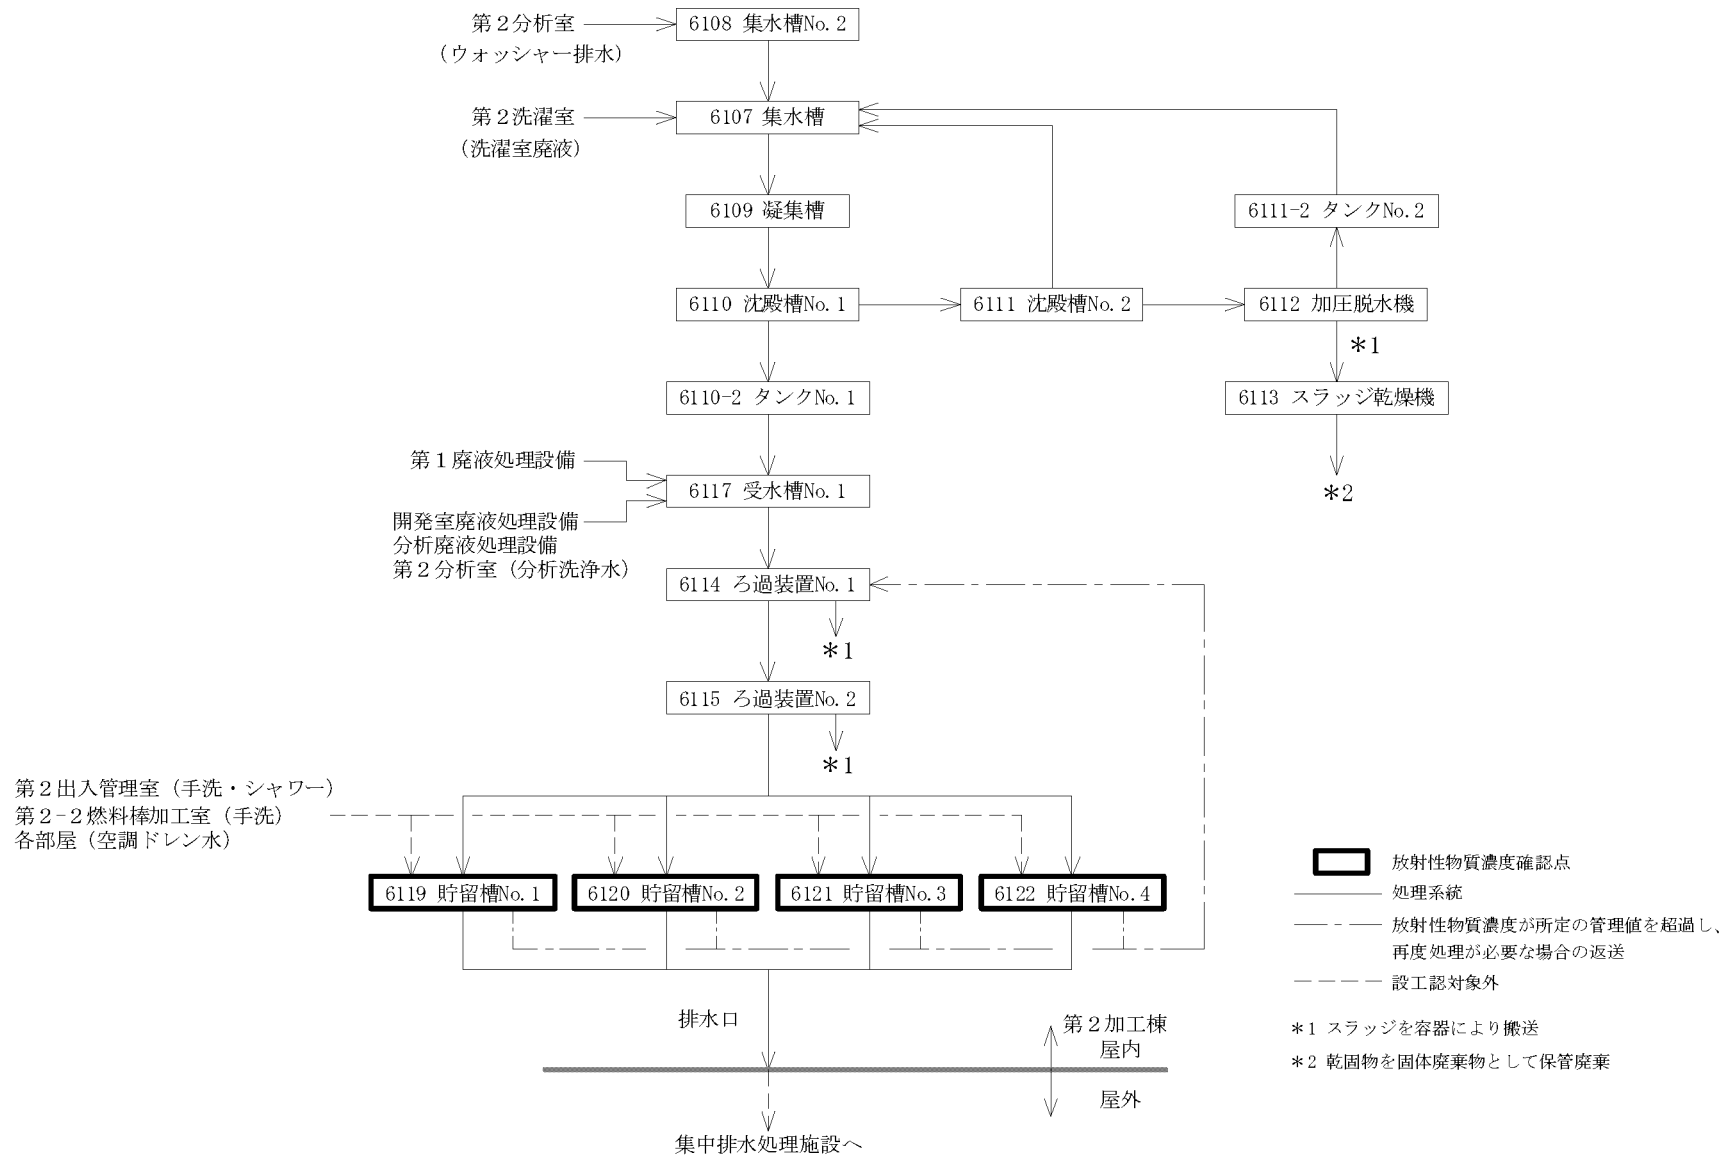 第２分析室
（ウォッシャー排水）
6108 集水槽No.2
第２洗濯室
（洗濯室廃液）
6107 集水槽
6109 凝集槽
6111-2 タンクNo.2
6110 沈殿槽No.1
6111 沈殿槽No.2
6112 加圧脱水機
＊1
6110-2 タンクNo.1
6113 スラッジ乾燥機
第１廃液処理設備
6117 受水槽No.1
＊2
開発室廃液処理設備
分析廃液処理設備
第２分析室（分析洗浄水）
6114 ろ過装置No.1
＊1
6115 ろ過装置No.2
＊1
第２出入管理室（手洗・シャワー）
第２-２燃料棒加工室（手洗）
各部屋（空調ドレン水）
6119 貯留槽No.1
6120 貯留槽No.2
6121 貯留槽No.3
6122 貯留槽No.4
放射性物質濃度確認点
処理系統
放射性物質濃度が所定の管理値を超過し、
再度処理が必要な場合の返送
設工認対象外
＊1 スラッジを容器により搬送
＊2 乾固物を固体廃棄物として保管廃棄
排水口
第２加工棟
屋内
屋外
集中排水処理施設へ